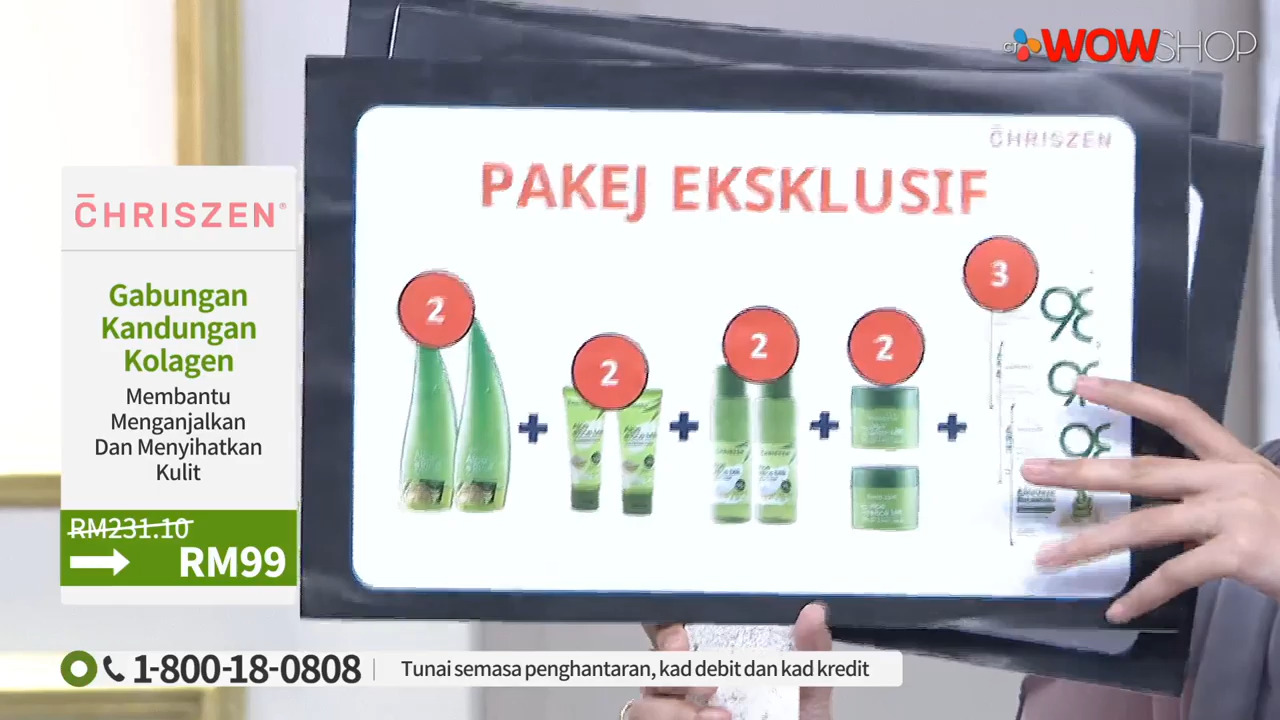 CJ WOWSHOP
CHRISZEN
PAKEJ EKSKLUSIF
2
2
2
2
3
CHRISZEN®
Gabungan
Kandungan
Kolagen
Membantu
Menganjalkan
Dan Menyihatkan
Kulit
RM231.10
RM99
1-800-18-0808
Tunai semasa penghantaran, kad debit dan kad kredit